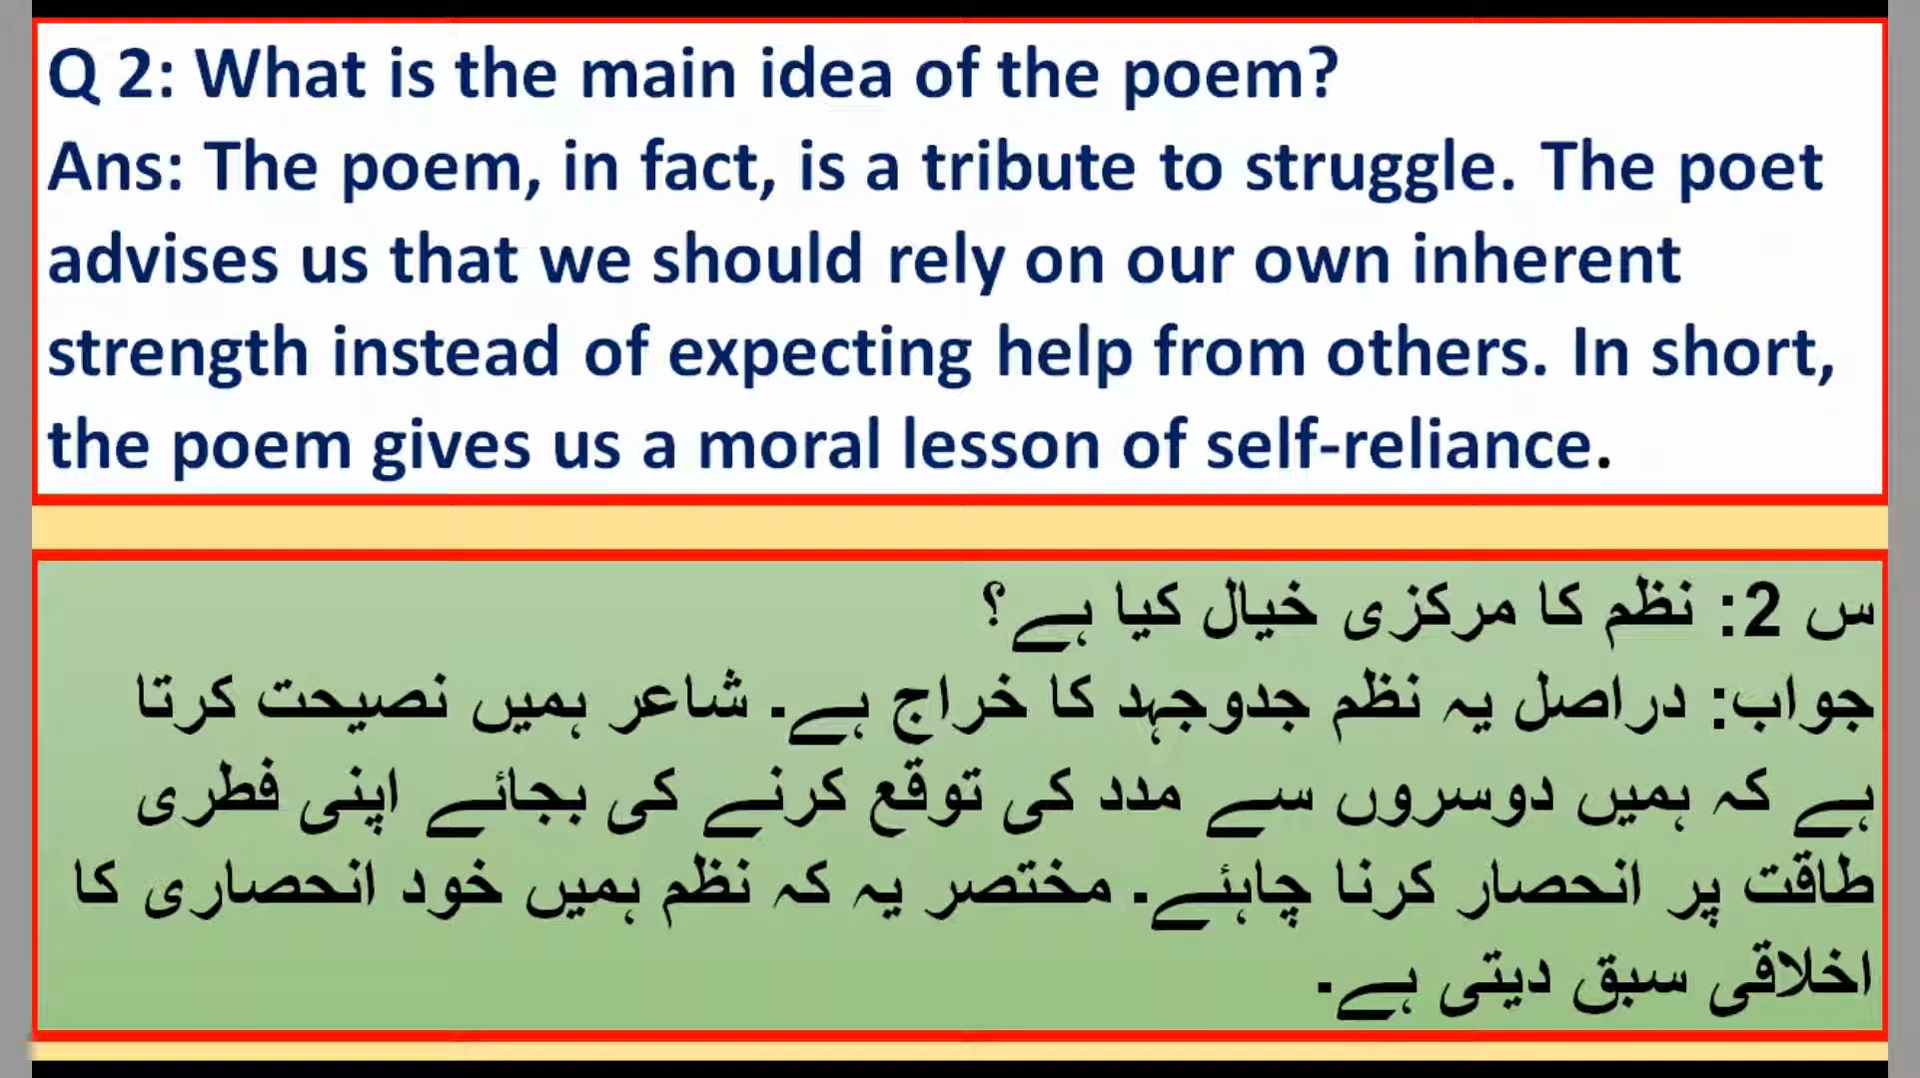 Q 2: What is the main idea of the poem?
Ans: The poem, in fact, is a tribute to struggle. The poet
advises us that we should rely on our own inherent
strength instead of expecting help from others. In short,
the poem gives us a moral lesson of self-reliance.
س 2: نظم کا مرکزی خیال کیا ہے؟
جواب: دراصل یہ نظم جدوجہد کا خراج ہے۔ شاعر ہمیں نصیحت کرتا
ہے کہ ہمیں دوسروں سے مدد کی توقع کرنے کی بجائے اپنی فطری
طاقت پر انحصار کرنا چاہئے۔ مختصر یہ کہ نظم ہمیں خود انحصاری کا
اخلاقی سبق دیتی ہے۔